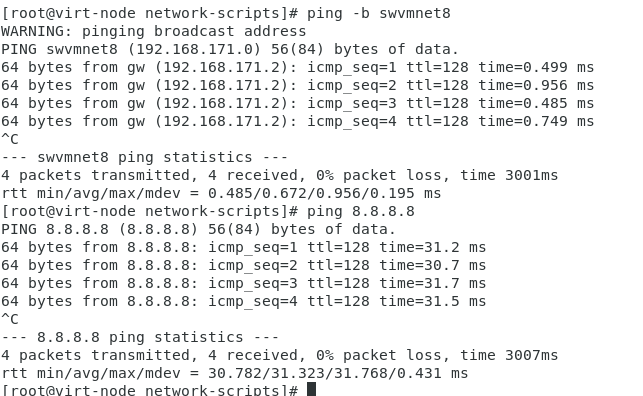 [root@virt-node network-scripts]# ping -b swvmnet8
WARNING: pinging broadcast address
PING swvmnet8 (192.168.171.0) 56(84) bytes of data.
64 bytes from gw (192.168.171.2): icmp_seq=1 ttl=128 time=0.499 ms
64 bytes from gw (192.168.171.2): icmp_seq=2 ttl=128 time=0.956 ms
64 bytes from gw (192.168.171.2): icmp_seq=3 ttl=128 time=0.485 ms
64 bytes from gw (192.168.171.2): icmp_seq=4 ttl=128 time=0.749 ms
^C
--- swvmnet8 ping statistics ---
4 packets transmitted, 4 received, 0% packet loss, time 3001ms
rtt min/avg/max/mdev = 0.485/0.672/0.956/0.195 ms
[root@virt-node network-scripts]# ping 8.8.8.8
PING 8.8.8.8 (8.8.8.8) 56(84) bytes of data.
64 bytes from 8.8.8.8: icmp_seq=1 ttl=128 time=31.2 ms
64 bytes from 8.8.8.8: icmp_seq=2 ttl=128 time=30.7 ms
64 bytes from 8.8.8.8: icmp_seq=3 ttl=128 time=31.7 ms
64 bytes from 8.8.8.8: icmp_seq=4 ttl=128 time=31.5 ms
^C
--- 8.8.8.8 ping statistics ---
4 packets transmitted, 4 received, 0% packet loss, time 3007ms
rtt min/avg/max/mdev = 30.782/31.323/31.768/0.431 ms
[root@virt-node network-scripts]#